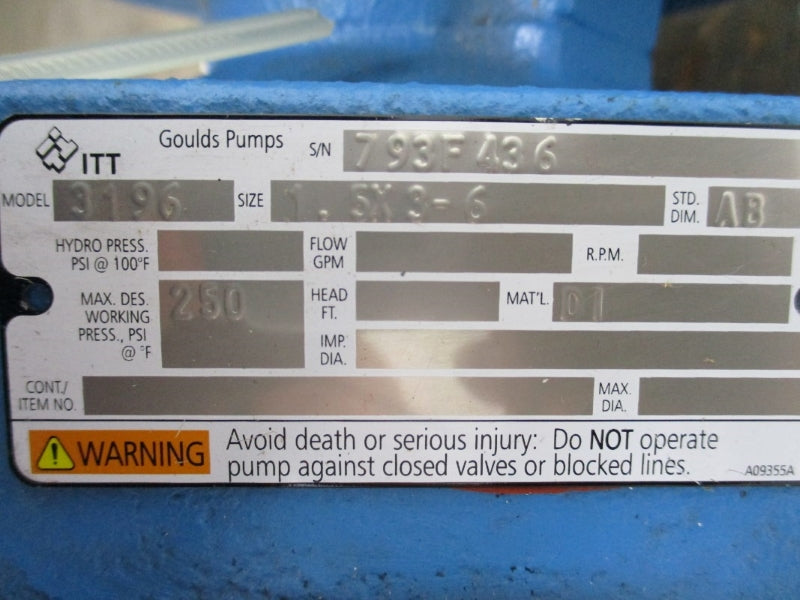 ITT Goulds Pumps S/N 793F436
MODEL 3196 SIZE 1.5X3-6 STD. DIM. AB
HYDRO PRESS. PSI @ 100°F FLOW GPM R.P.M.
MAX. DES. WORKING PRESS., PSI @ °F 250 HEAD FT. MAT'L. D1
IMP. DIA.
CONT./ ITEM NO. MAX. DIA.
WARNING Avoid death or serious injury: Do NOT operate
pump against closed valves or blocked lines. A09355A